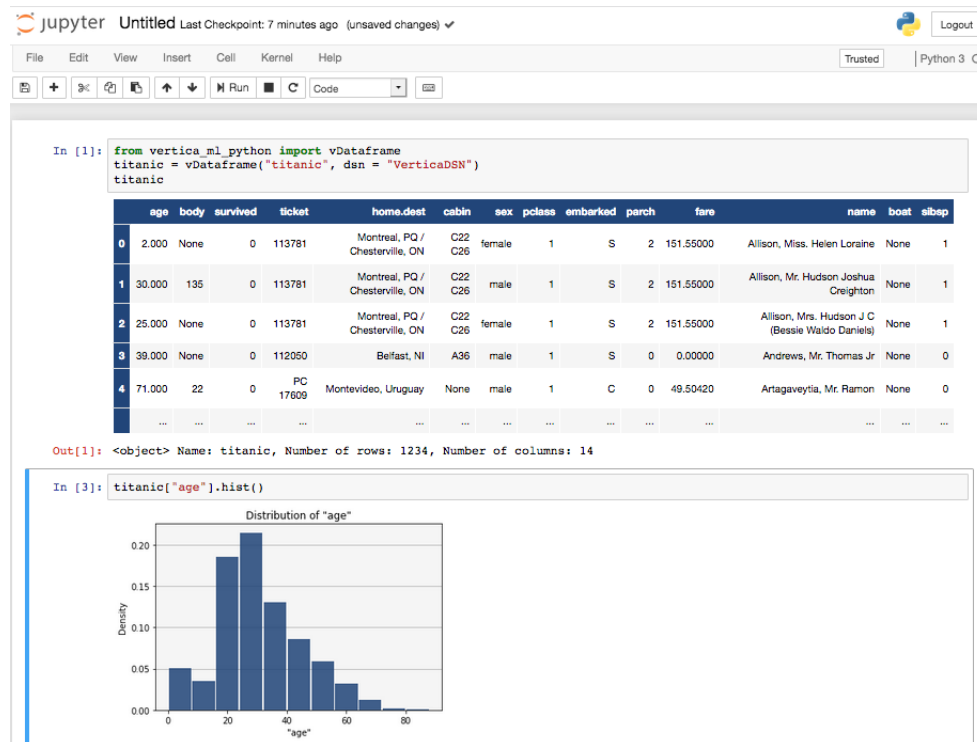 jupyter Untitled Last Checkpoint: 7 minutes ago (unsaved changes) Logout
File Edit View Insert Cell Kernel Help Trusted Python 3
Run Code
In [1]: from vertica_ml_python import vDataframe
titanic = vDataframe("titanic", dsn = "VerticaDSN")
titanic
age body survived ticket home.dest cabin sex pclass embarked parch fare name boat sibsp
0 2.000 None 0 113781 Montreal, PQ / Chesterville, ON C22 C26 female 1 S 2 151.55000 Allison, Miss. Helen Loraine None 1
1 30.000 135 0 113781 Montreal, PQ / Chesterville, ON C22 C26 male 1 S 2 151.55000 Allison, Mr. Hudson Joshua Creighton None 1
2 25.000 None 0 113781 Montreal, PQ / Chesterville, ON C22 C26 female 1 S 2 151.55000 Allison, Mrs. Hudson J C (Bessie Waldo Daniels) None 1
3 39.000 None 0 112050 Belfast, NI A36 male 1 S 0 0.00000 Andrews, Mr. Thomas Jr None 0
4 71.000 22 0 PC 17609 Montevideo, Uruguay None male 1 C 0 49.50420 Artagaveytia, Mr. Ramon None 0
... ... ... ... ... ... ... ... ... ... ... ... ... ...
Out[1]: <object> Name: titanic, Number of rows: 1234, Number of columns: 14
In [3]: titanic["age"].hist()
Distribution of "age"
0.20
0.15
0.10
0.05
0.00
Density
0 20 40 60 80
"age"